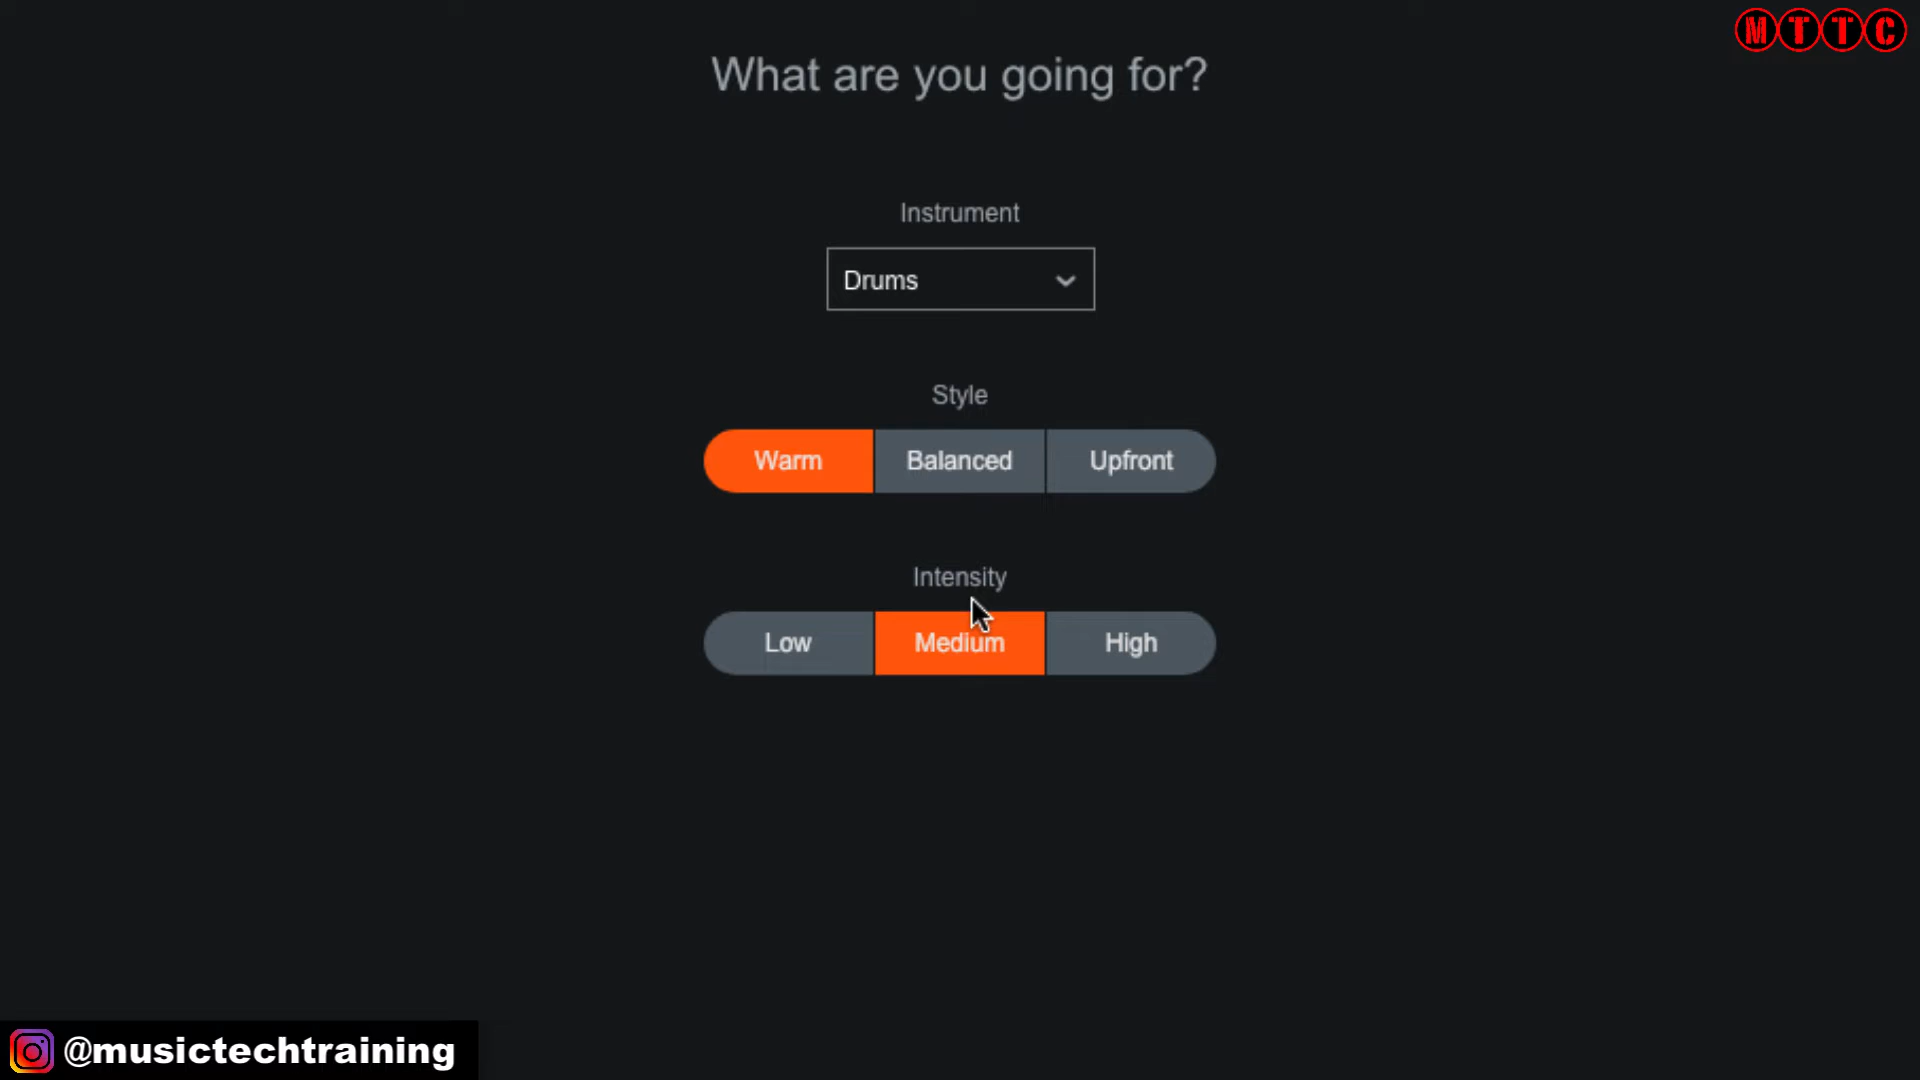 MTTC
What are you going for?
Instrument
Drums
Style
Warm Balanced Upfront
Intensity
Low Medium High
@musictechtraining